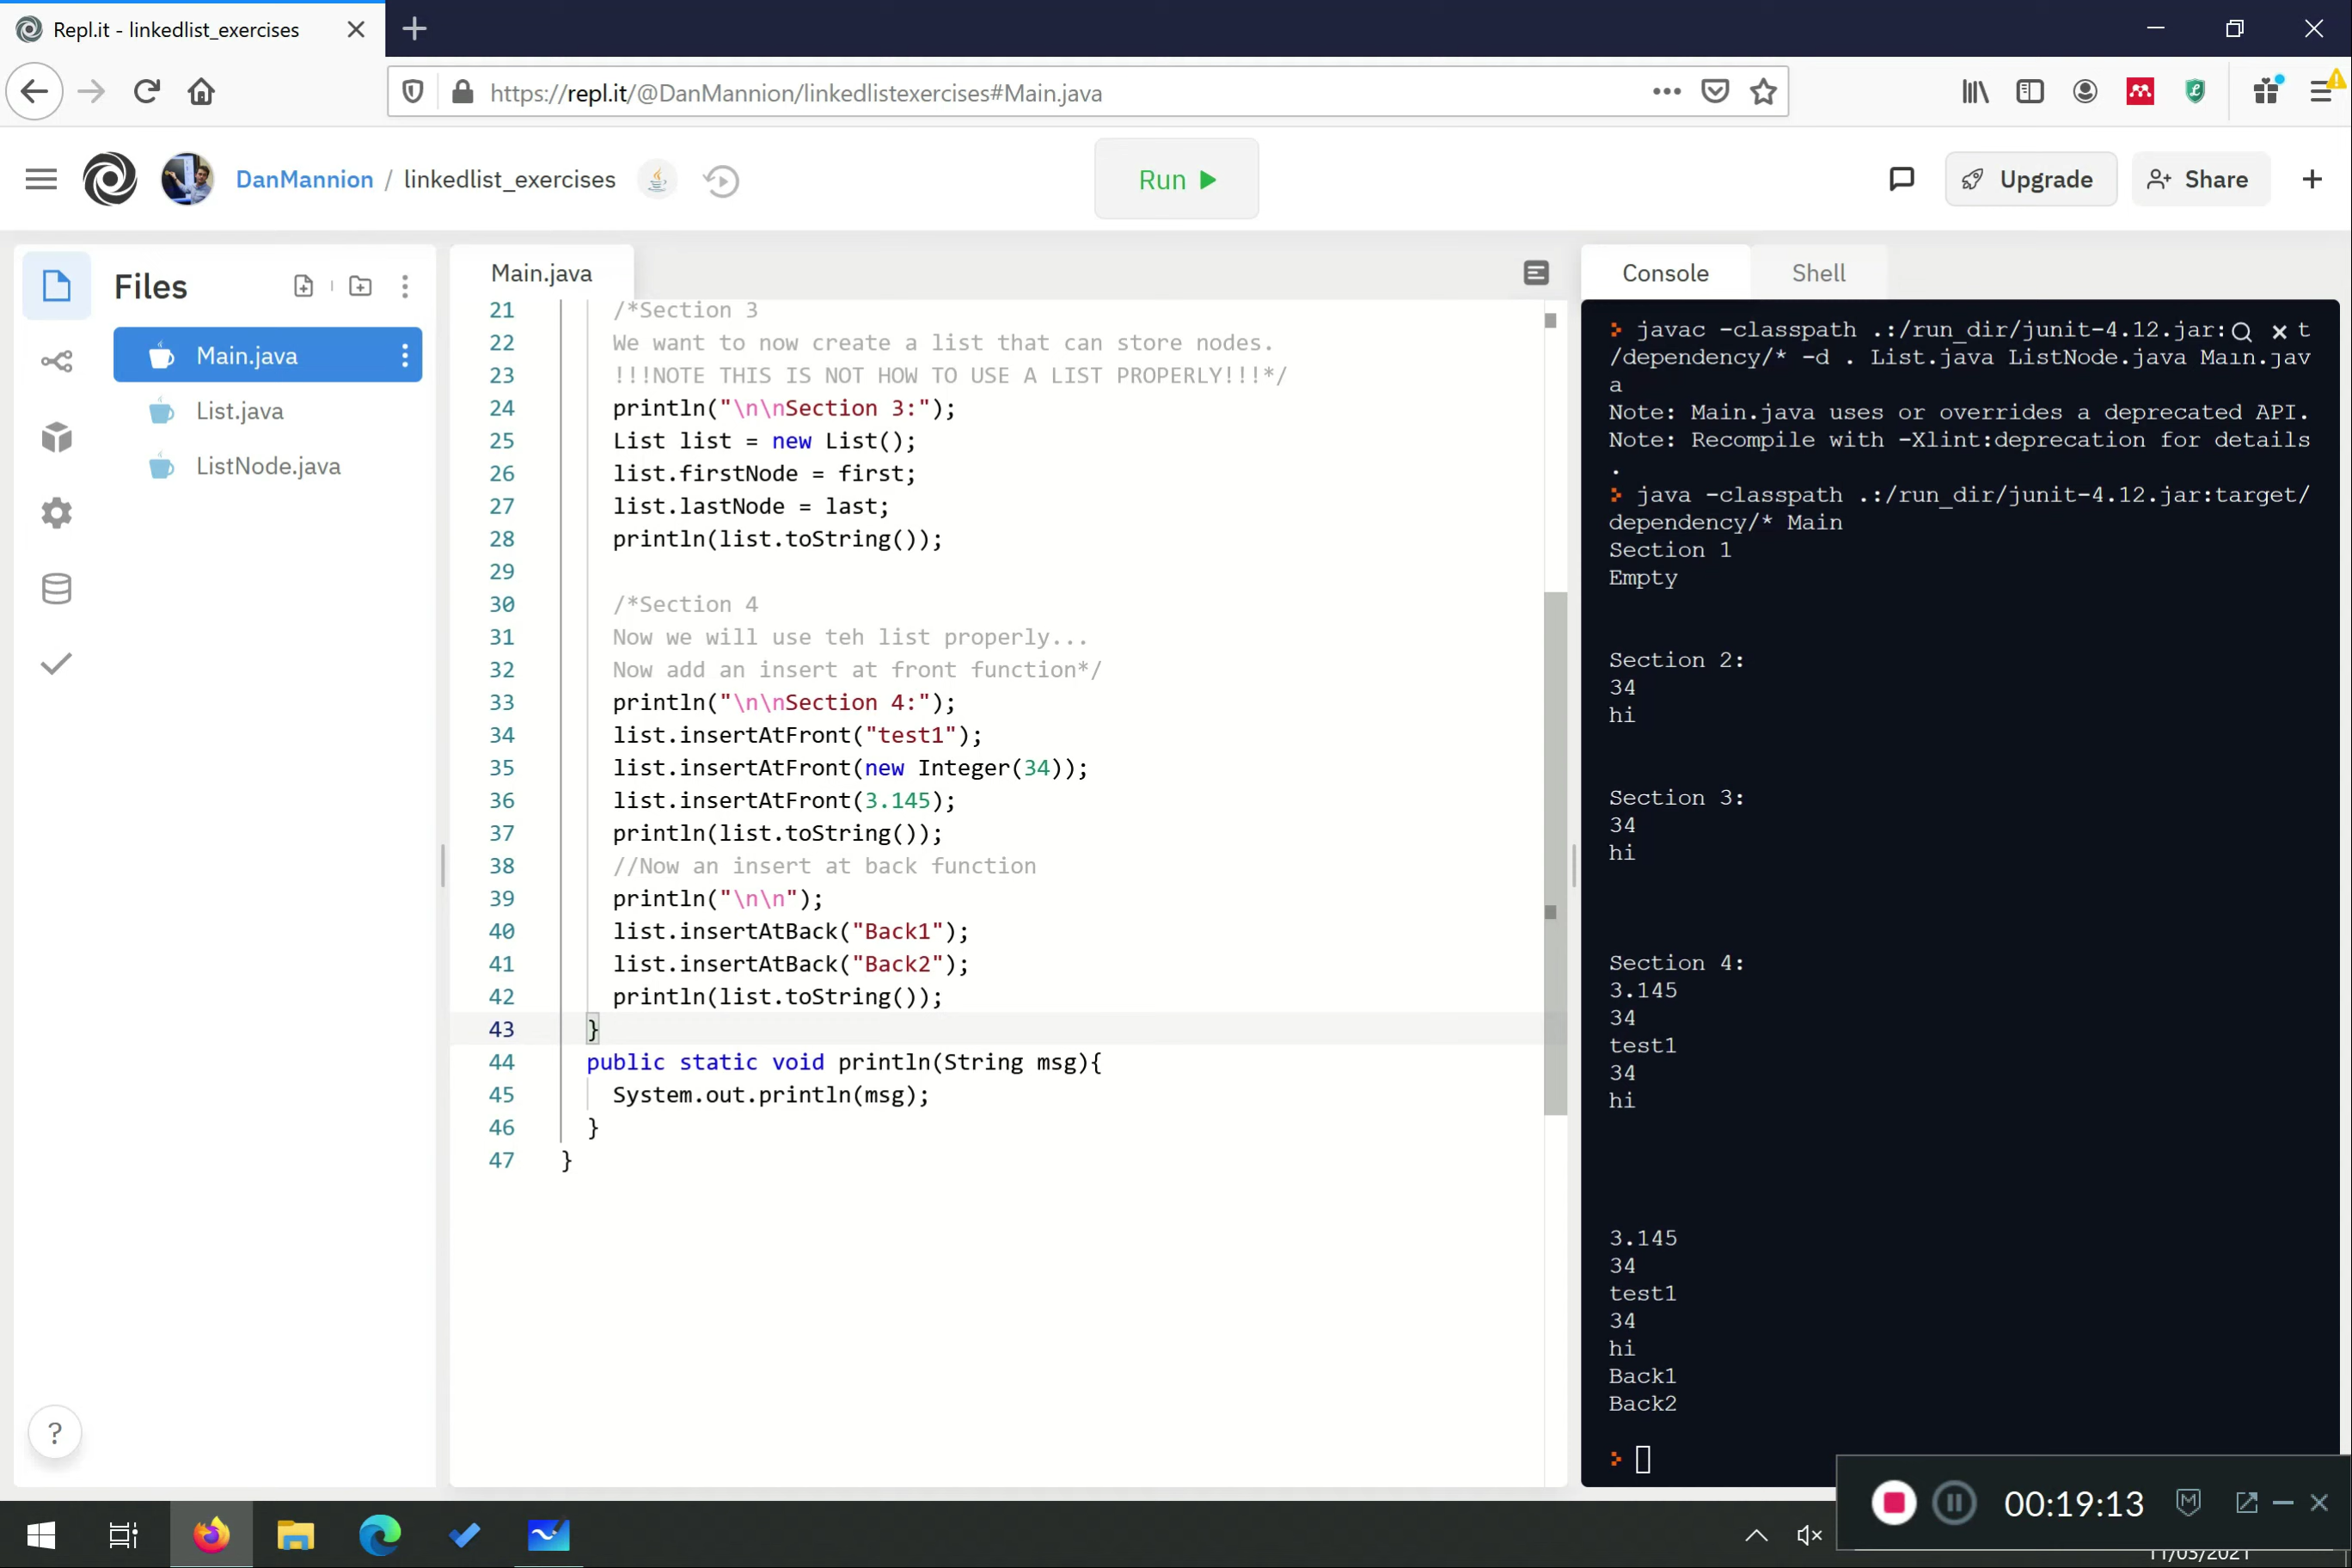 Repl.it - linkedlist_exercises
https://repl.it/@DanMannion/linkedlistexercises#Main.java
DanMannion / linkedlist_exercises
Run
Upgrade
Share
Files
Main.java
List.java
ListNode.java
Main.java
21 /*Section 3
22 We want to now create a list that can store nodes.
23 !!!NOTE THIS IS NOT HOW TO USE A LIST PROPERLY!!!*/
24 println("\n\nSection 3:");
25 List list = new List();
26 list.firstNode = first;
27 list.lastNode = last;
28 println(list.toString());
29
30 /*Section 4
31 Now we will use teh list properly...
32 Now add an insert at front function*/
33 println("\n\nSection 4:");
34 list.insertAtFront("test1");
35 list.insertAtFront(new Integer(34));
36 list.insertAtFront(3.145);
37 println(list.toString());
38 //Now an insert at back function
39 println("\n\n");
40 list.insertAtBack("Back1");
41 list.insertAtBack("Back2");
42 println(list.toString());
43 }
44 public static void println(String msg){
45 System.out.println(msg);
46 }
47 }
Console
Shell
javac -classpath .:/run_dir/junit-4.12.jar: t
/dependency/* -d . List.java ListNode.java Main.jav
a
Note: Main.java uses or overrides a deprecated API.
Note: Recompile with -Xlint:deprecation for details
.
java -classpath .:/run_dir/junit-4.12.jar:target/
dependency/* Main
Section 1
Empty
Section 2:
34
hi
Section 3:
34
hi
Section 4:
3.145
34
test1
34
hi
3.145
34
test1
34
hi
Back1
Back2
?
00:19:13
11/03/2021